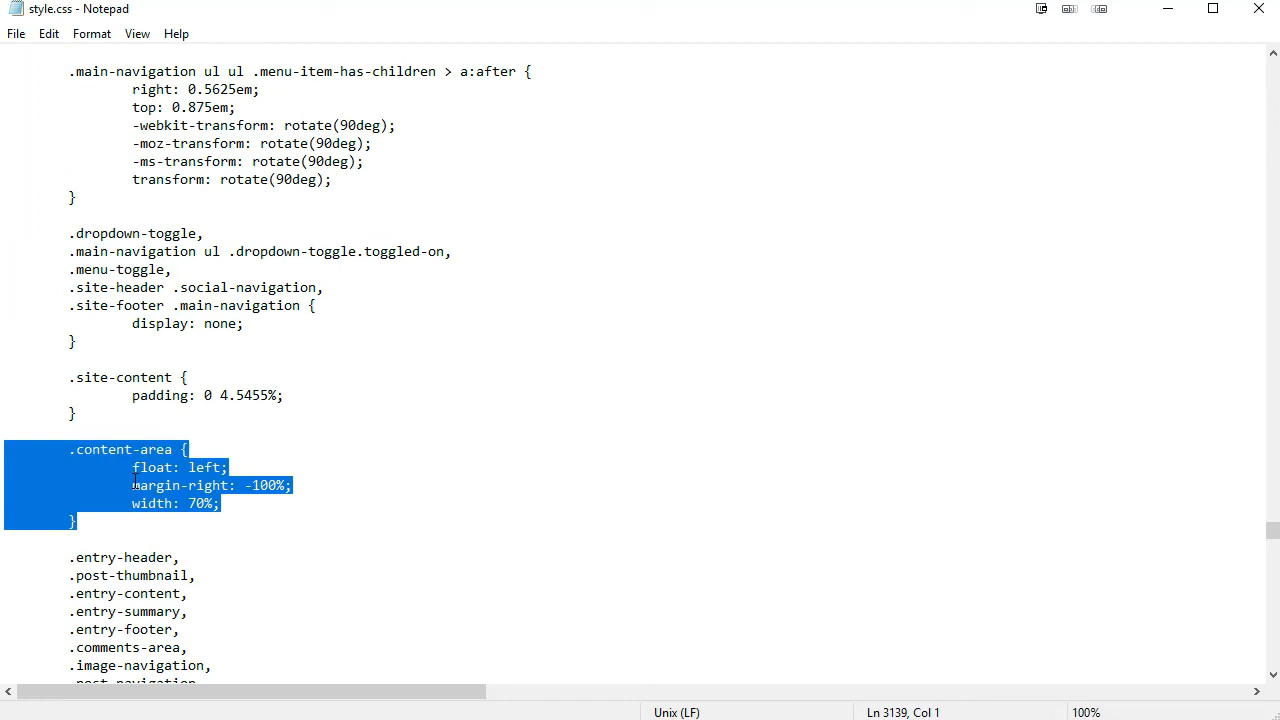 style.css - Notepad
File Edit Format View Help
.main-navigation ul ul .menu-item-has-children > a:after {
right: 0.5625em;
top: 0.875em;
-webkit-transform: rotate(90deg);
-moz-transform: rotate(90deg);
-ms-transform: rotate(90deg);
transform: rotate(90deg);
}
.dropdown-toggle,
.main-navigation ul .dropdown-toggle.toggled-on,
.menu-toggle,
.site-header .social-navigation,
.site-footer .main-navigation {
display: none;
}
.site-content {
padding: 0 4.5455%;
}
.content-area {
float: left;
margin-right: -100%;
width: 70%;
}
.entry-header,
.post-thumbnail,
.entry-content,
.entry-summary,
.entry-footer,
.comments-area,
.image-navigation,
.post-navigation
Unix (LF) Ln 3139, Col 1 100%